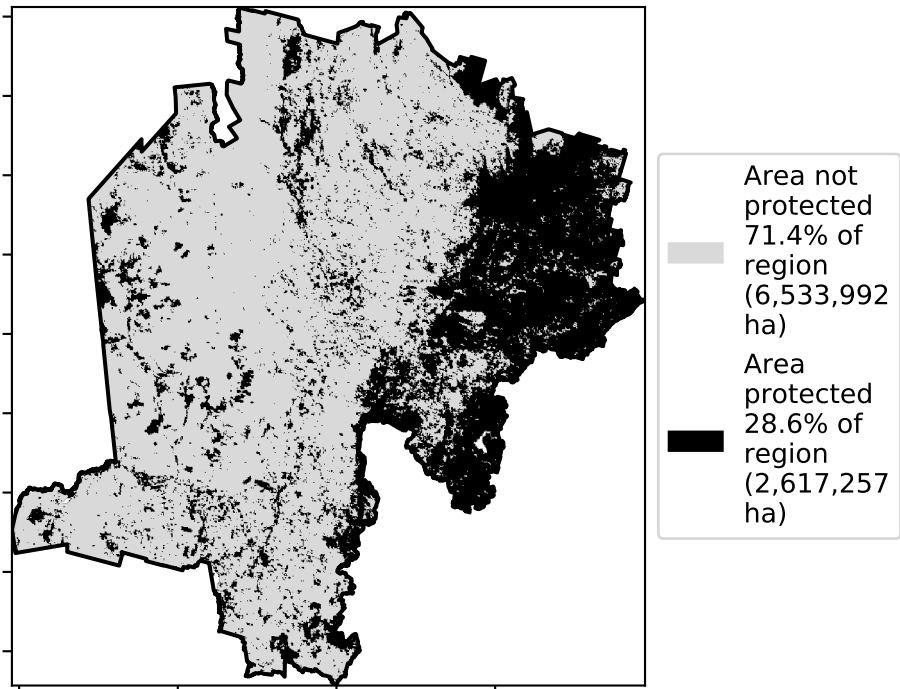 Area not
protected
71.4% of
region
(6,533,992
ha)
Area
protected
28.6% of
region
(2,617,257
ha)